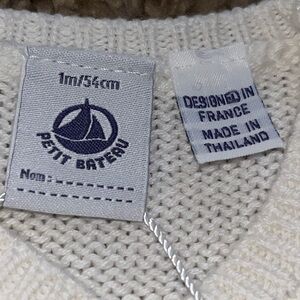 1m/54cm
PETIT BATEAU
Nom :
DESIGNED IN
FRANCE
MADE IN
THAILAND